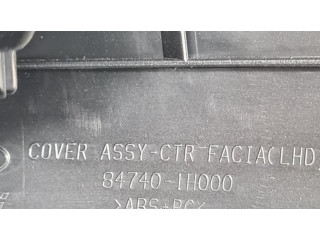 COVER ASSY-CTR FACIA(LHD
84740-1H000
>ABS+PC<